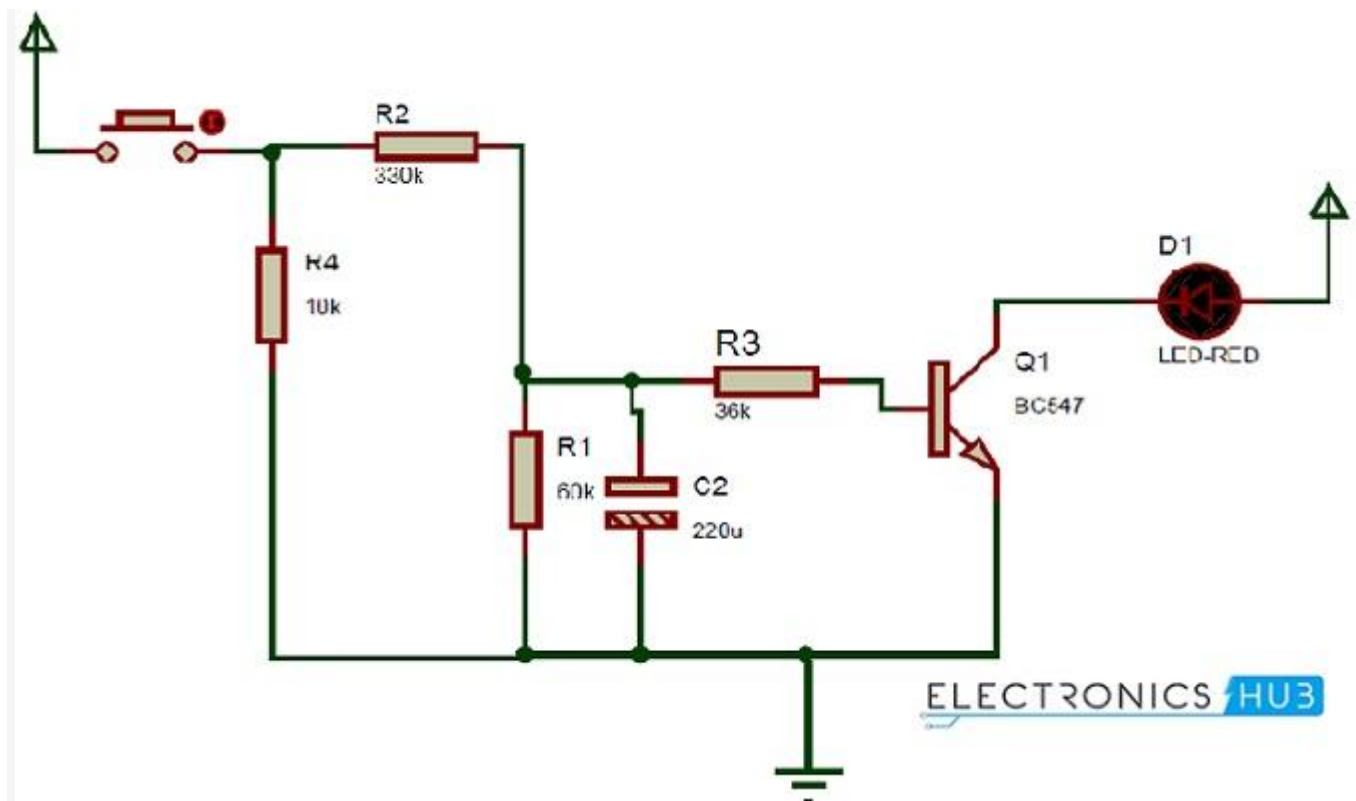 R2
330k
R4
10k
D1
LED-RED
R3
36k
Q1
BC547
R1
60k
C2
220u
ELECTRONICS HUB